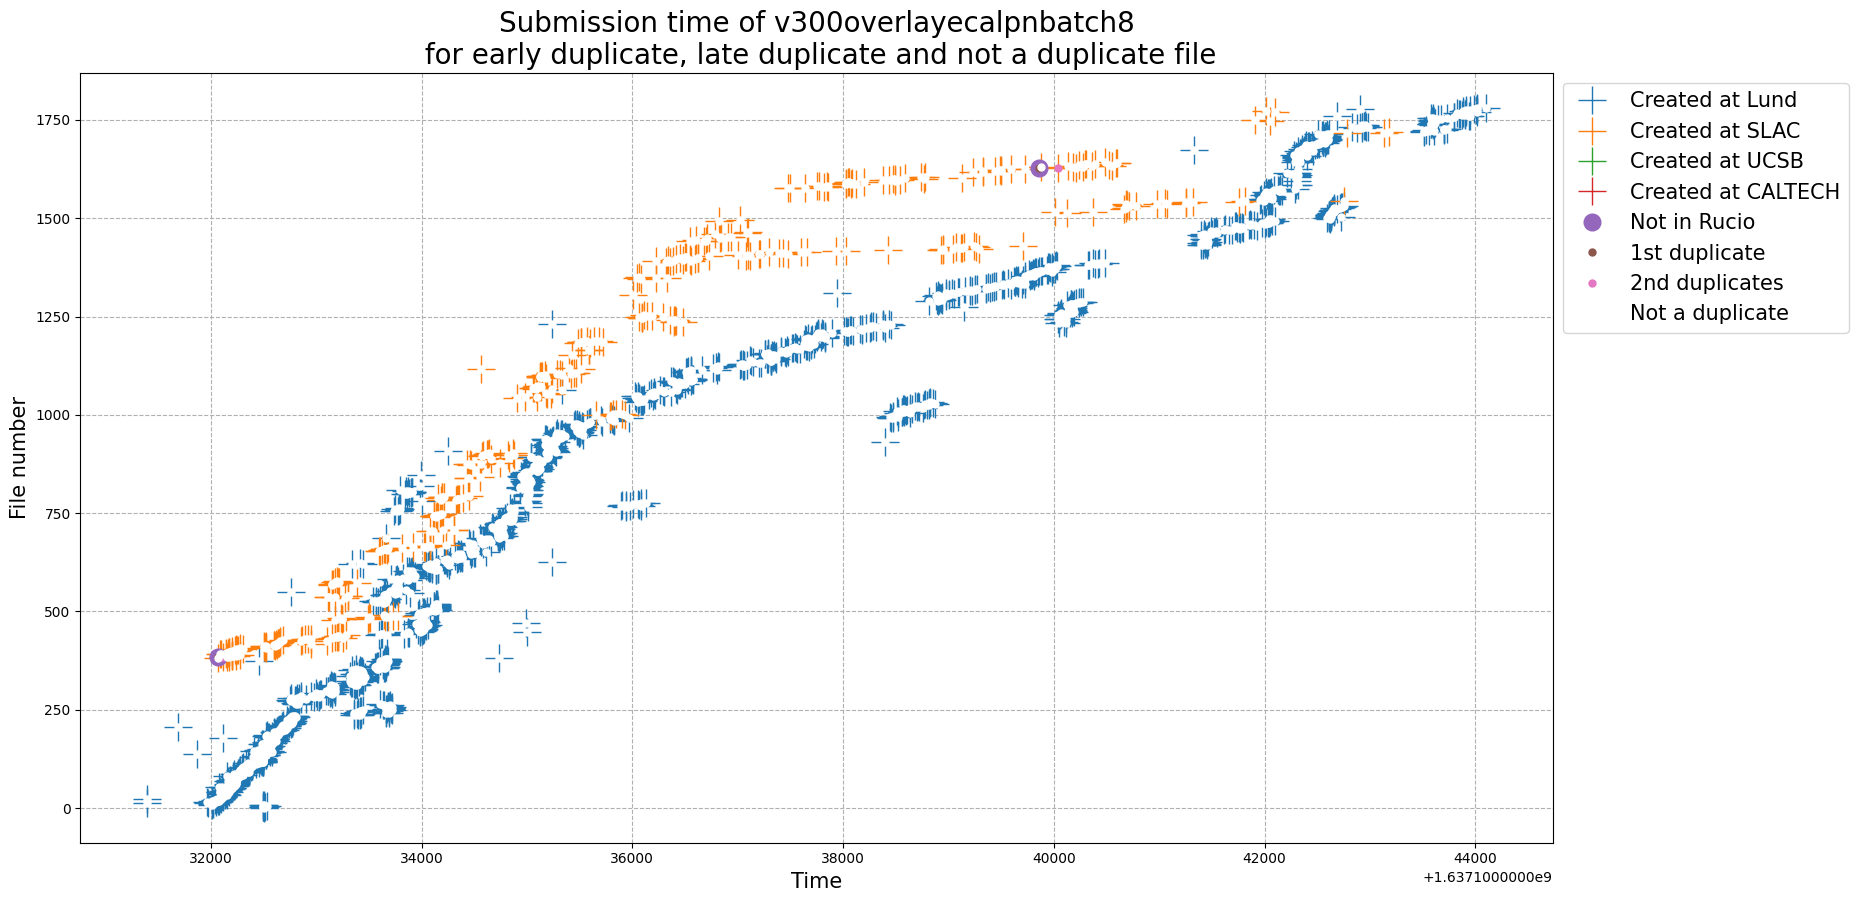 Submission time of v300overlayecalpnbatch8
for early duplicate, late duplicate and not a duplicate file
File number
1750
1500
1250
1000
750
500
250
0
32000
34000
36000
38000
40000
42000
44000
+1.6371000000e9
Time
Created at Lund
Created at SLAC
Created at UCSB
Created at CALTECH
Not in Rucio
1st duplicate
2nd duplicates
Not a duplicate